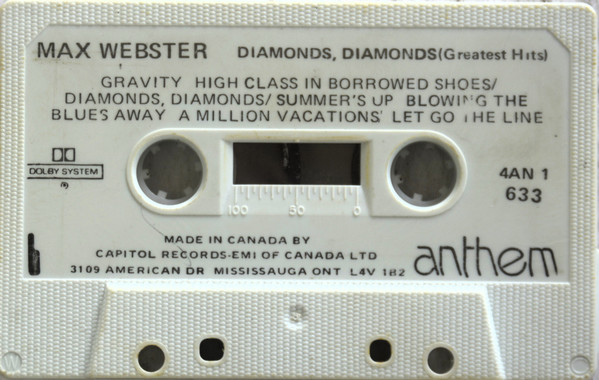 MAX WEBSTER DIAMONDS, DIAMONDS(Greatest Hits)
GRAVITY HIGH CLASS IN BORROWED SHOES/
DIAMONDS, DIAMONDS/ SUMMER'S UP BLOWING THE
BLUES AWAY A MILLION VACATIONS' LET GO THE LINE
DOLBY SYSTEM
4AN 1
633
100 50 0
MADE IN CANADA BY
CAPITOL RECORDS-EMI OF CANADA LTD
3109 AMERICAN DR MISSISSAUGA ONT L4V 1B2
anthem